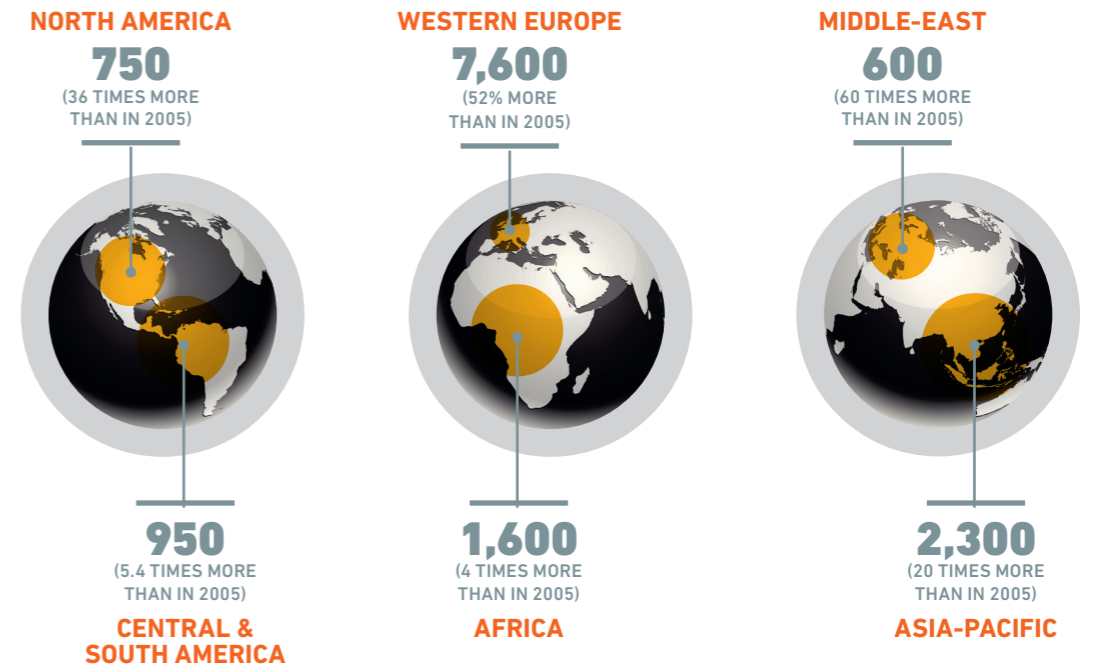 NORTH AMERICA
750
(36 TIMES MORE
THAN IN 2005)
WESTERN EUROPE
7,600
(52% MORE
THAN IN 2005)
MIDDLE-EAST
600
(60 TIMES MORE
THAN IN 2005)
950
(5.4 TIMES MORE
THAN IN 2005)
CENTRAL &
SOUTH AMERICA
1,600
(4 TIMES MORE
THAN IN 2005)
AFRICA
2,300
(20 TIMES MORE
THAN IN 2005)
ASIA-PACIFIC